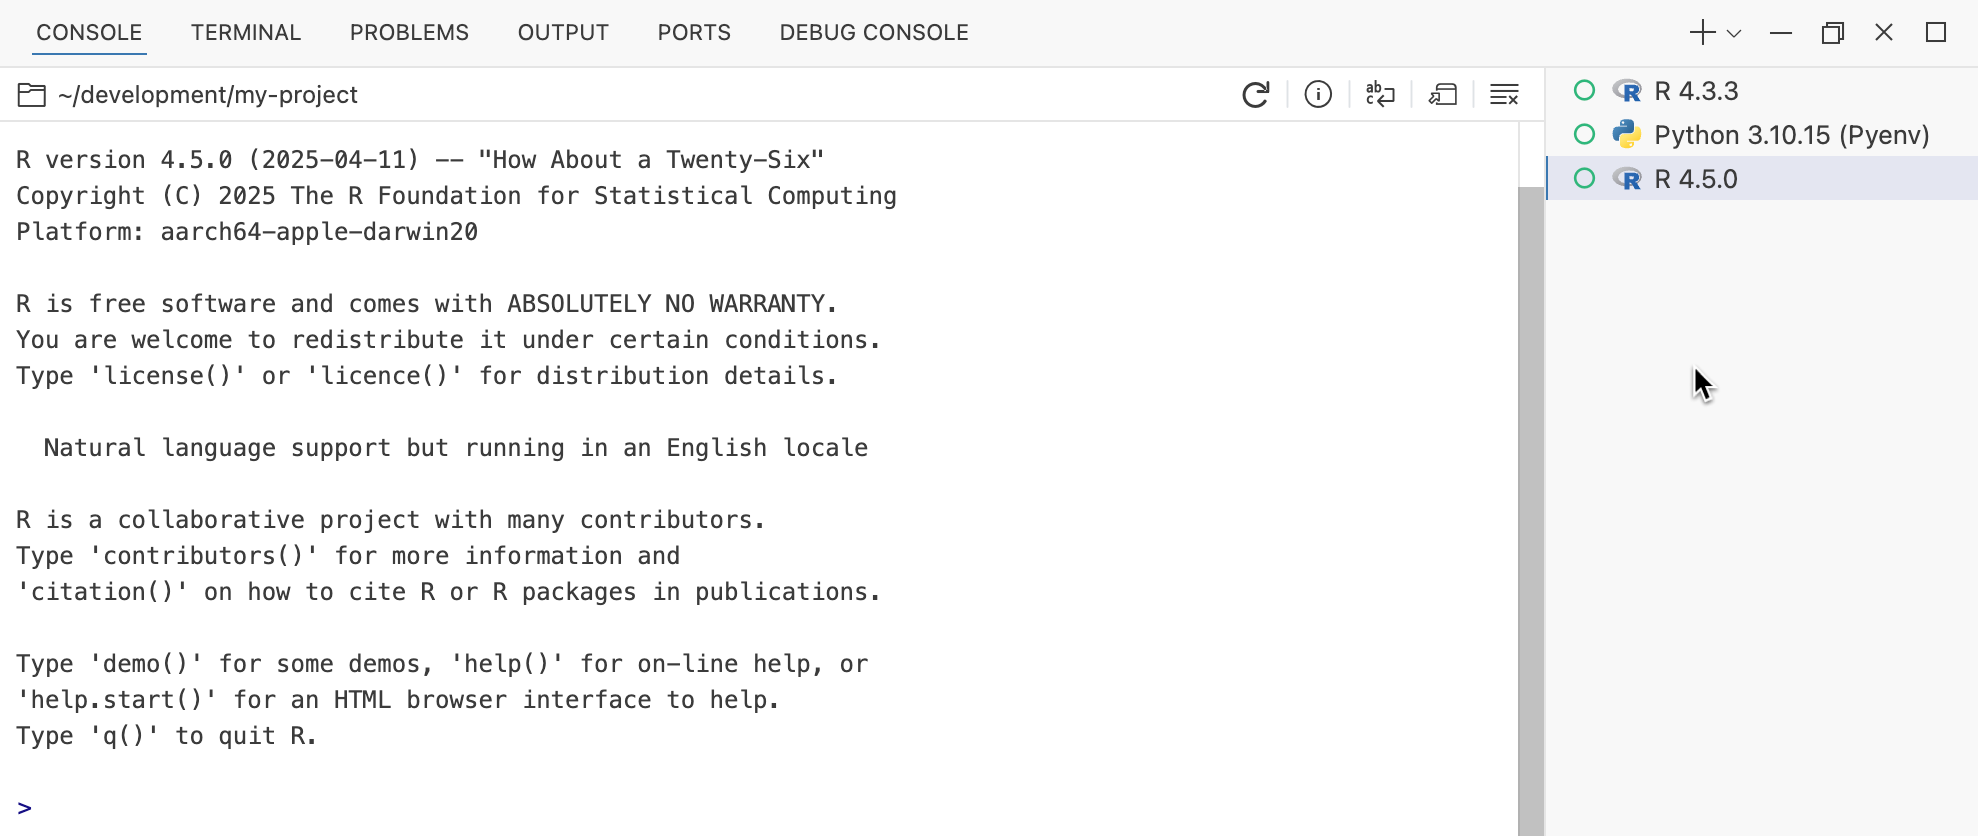 CONSOLE TERMINAL PROBLEMS OUTPUT PORTS DEBUG CONSOLE
~/development/my-project
R version 4.5.0 (2025-04-11) -- "How About a Twenty-Six"
Copyright (C) 2025 The R Foundation for Statistical Computing
Platform: aarch64-apple-darwin20
R is free software and comes with ABSOLUTELY NO WARRANTY.
You are welcome to redistribute it under certain conditions.
Type 'license()' or 'licence()' for distribution details.
Natural language support but running in an English locale
R is a collaborative project with many contributors.
Type 'contributors()' for more information and
'citation()' on how to cite R or R packages in publications.
Type 'demo()' for some demos, 'help()' for on-line help, or
'help.start()' for an HTML browser interface to help.
Type 'q()' to quit R.
>
R 4.3.3
Python 3.10.15 (Pyenv)
R 4.5.0